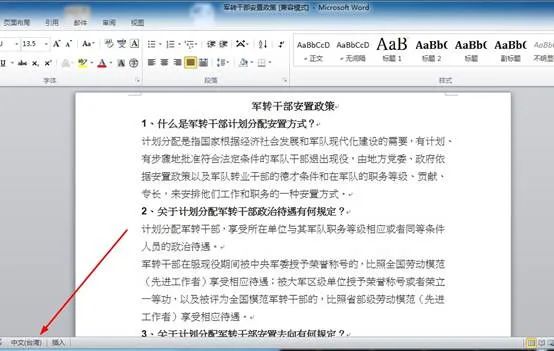 军转干部安置政策 [兼容模式] - Microsoft Word
页面布局 引用 邮件 审阅 视图
13.5
AaBbCcD AaBbCcD AaB AaBb( AaBbC AaBbC AaBbCcD
正文 无间隔 标题 1 标题 2 标题 副标题 不明显
字体 段落 样式
军转干部安置政策
1、什么是军转干部计划分配安置方式？
计划分配是指国家根据经济社会发展和军队现代化建设的需要，有计划、
有步骤地批准符合法定条件的军队干部退出现役，由地方党委、政府依
据安置政策以及军队转业干部的德才条件和在军队的职务等级、贡献、
专长，来安排他们工作和职务的一种安置方式。
2、关于计划分配军转干部政治待遇有何规定？
计划分配军转干部，享受所在单位与其军队职务等级相应或者同等条件
人员的政治待遇。
军转干部在服现役期间被中央军委授予荣誉称号的，比照全国劳动模范
（先进工作者）享受相应待遇；被大军区级单位授予荣誉称号或者荣立
一等功，以及被评为全国模范军转干部的，比照省部级劳动模范（先进
工作者）享受相应待遇。
3、关于计划分配军转干部安置去向有何规定？
中文(台湾) 插入